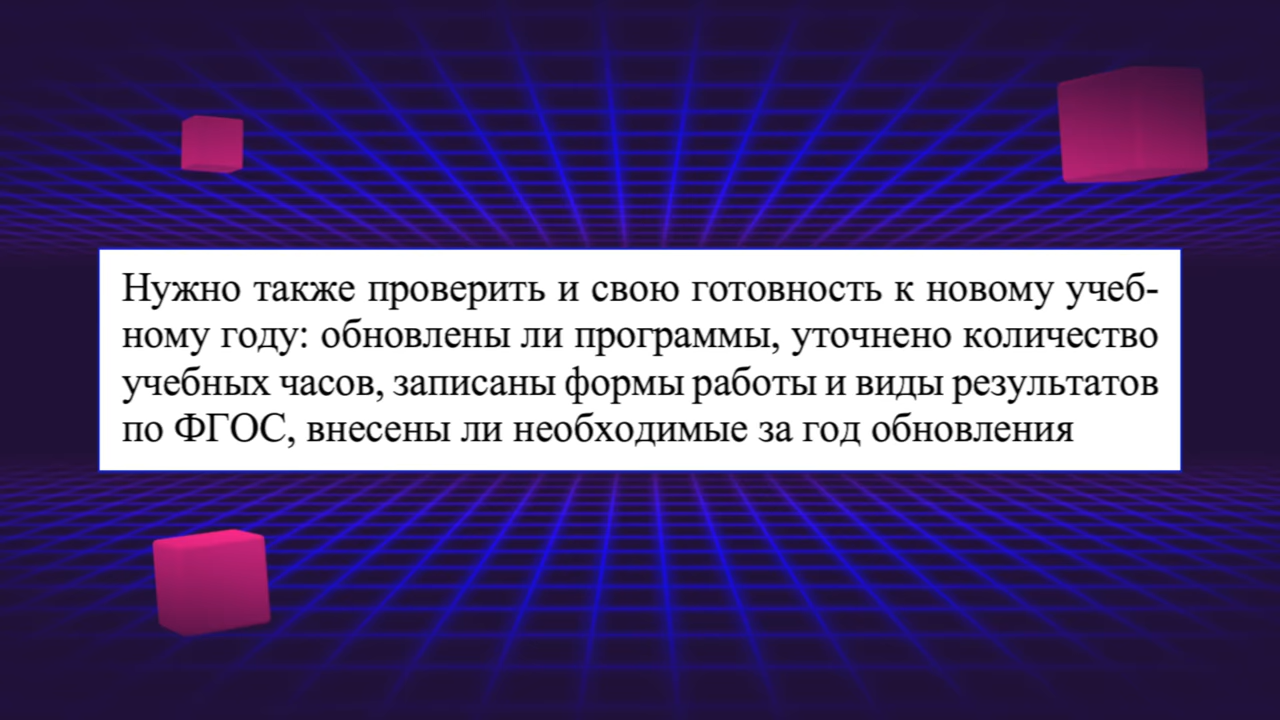 Нужно также проверить и свою готовность к новому учеб-
ному году: обновлены ли программы, уточнено количество
учебных часов, записаны формы работы и виды результатов
по ФГОС, внесены ли необходимые за год обновления